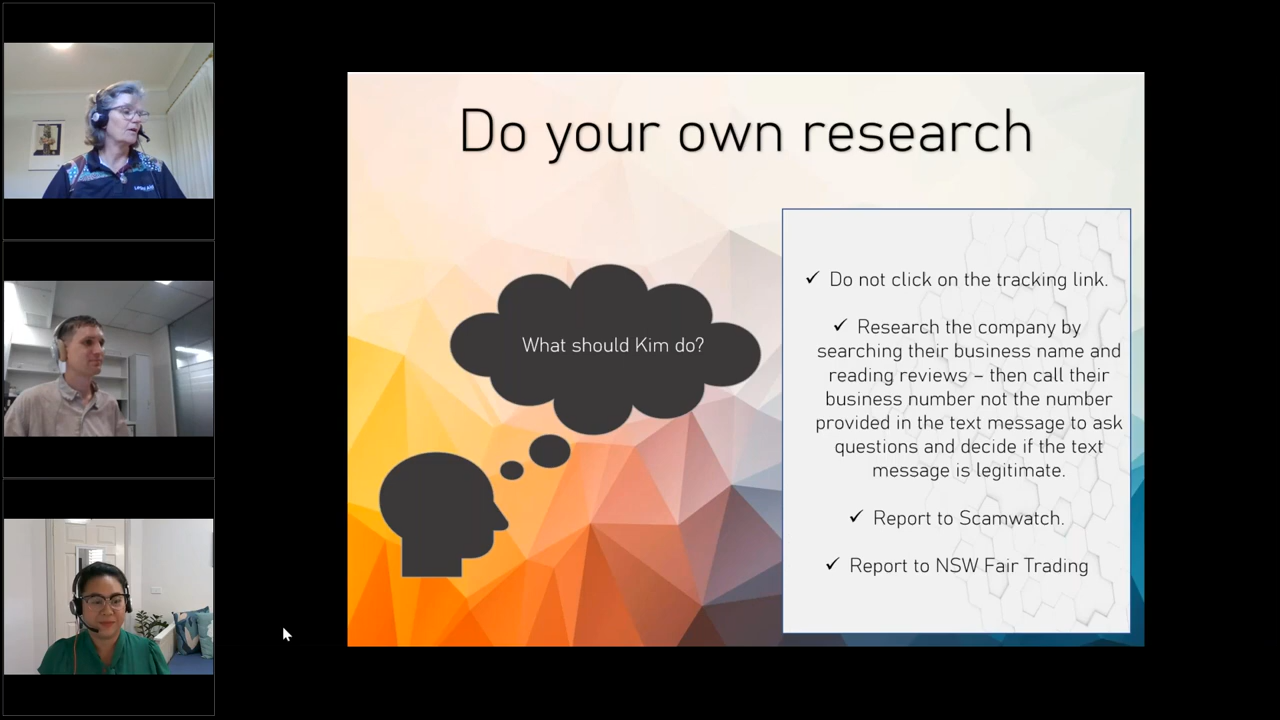 Do your own research
What should Kim do?
✓ Do not click on the tracking link.
✓ Research the company by
searching their business name and
reading reviews – then call their
business number not the number
provided in the text message to ask
questions and decide if the text
message is legitimate.
✓ Report to Scamwatch.
✓ Report to NSW Fair Trading